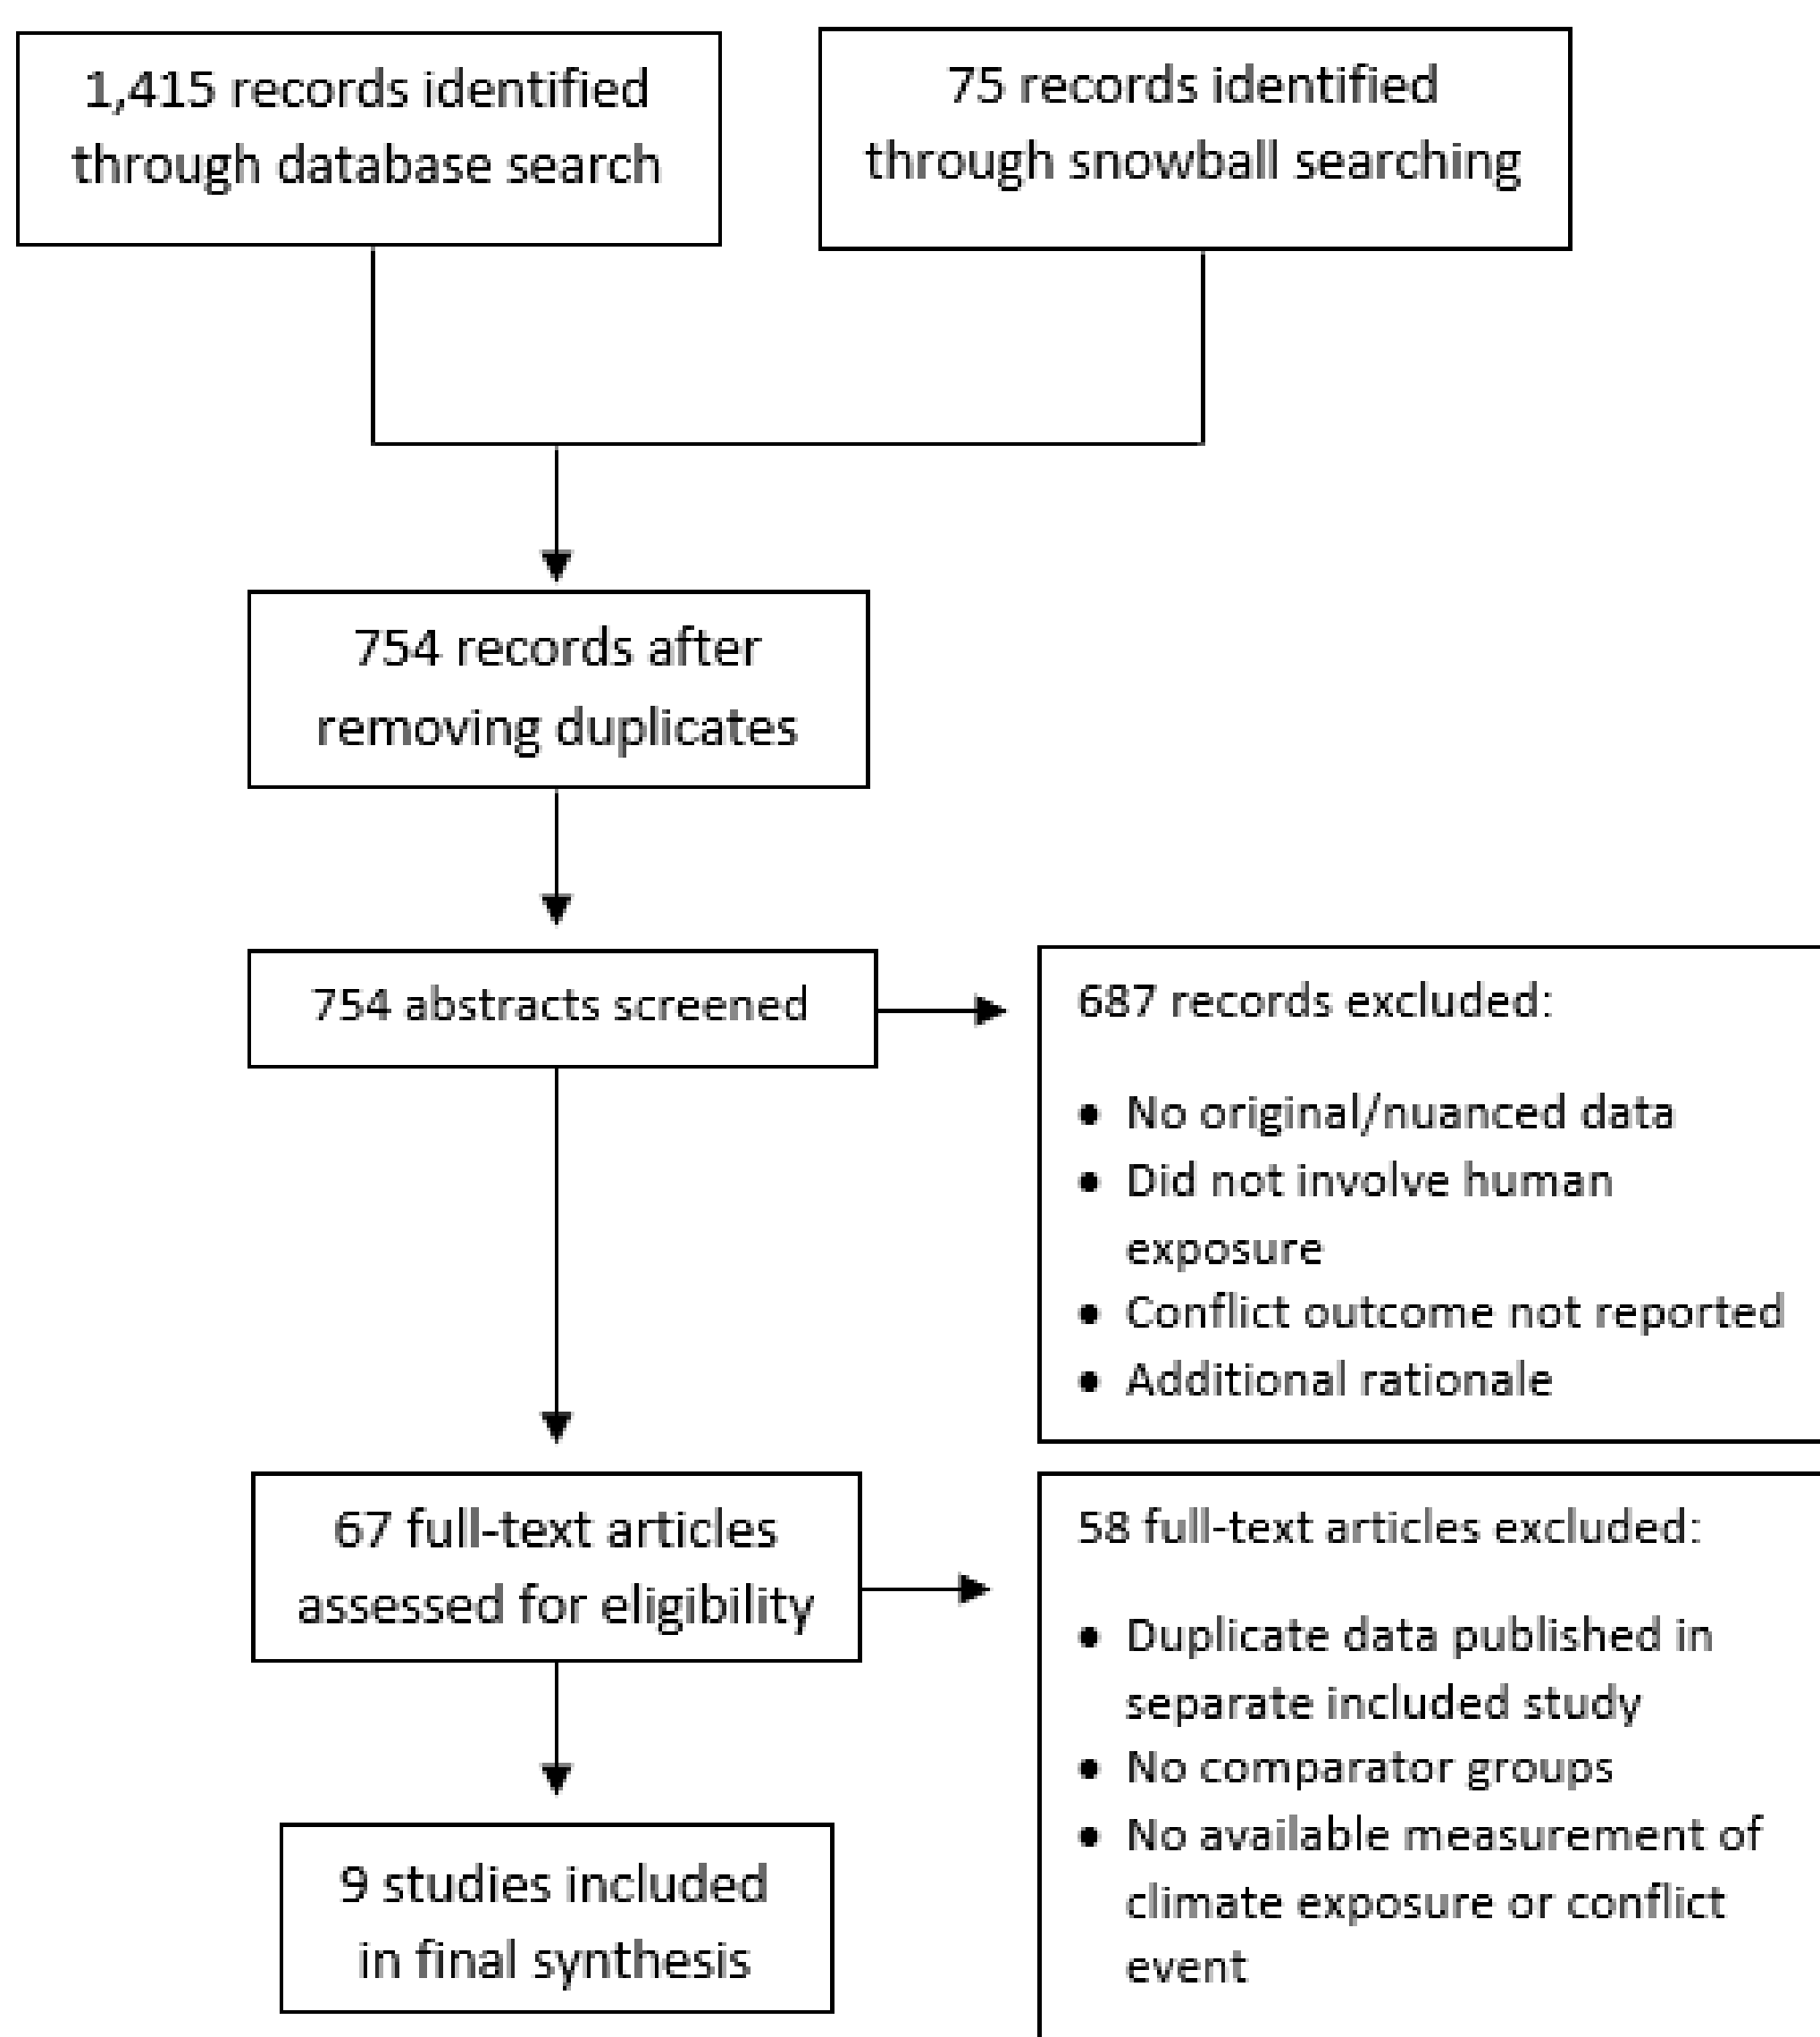 1,415 records identified
through database search
75 records identified
through snowball searching
754 records after
removing duplicates
754 abstracts screened
687 records excluded:
• No original/nuanced data
• Did not involve human
exposure
• Conflict outcome not reported
• Additional rationale
67 full-text articles
assessed for eligibility
58 full-text articles excluded:
• Duplicate data published in
separate included study
• No comparator groups
• No available measurement of
climate exposure or conflict
event
9 studies included
in final synthesis